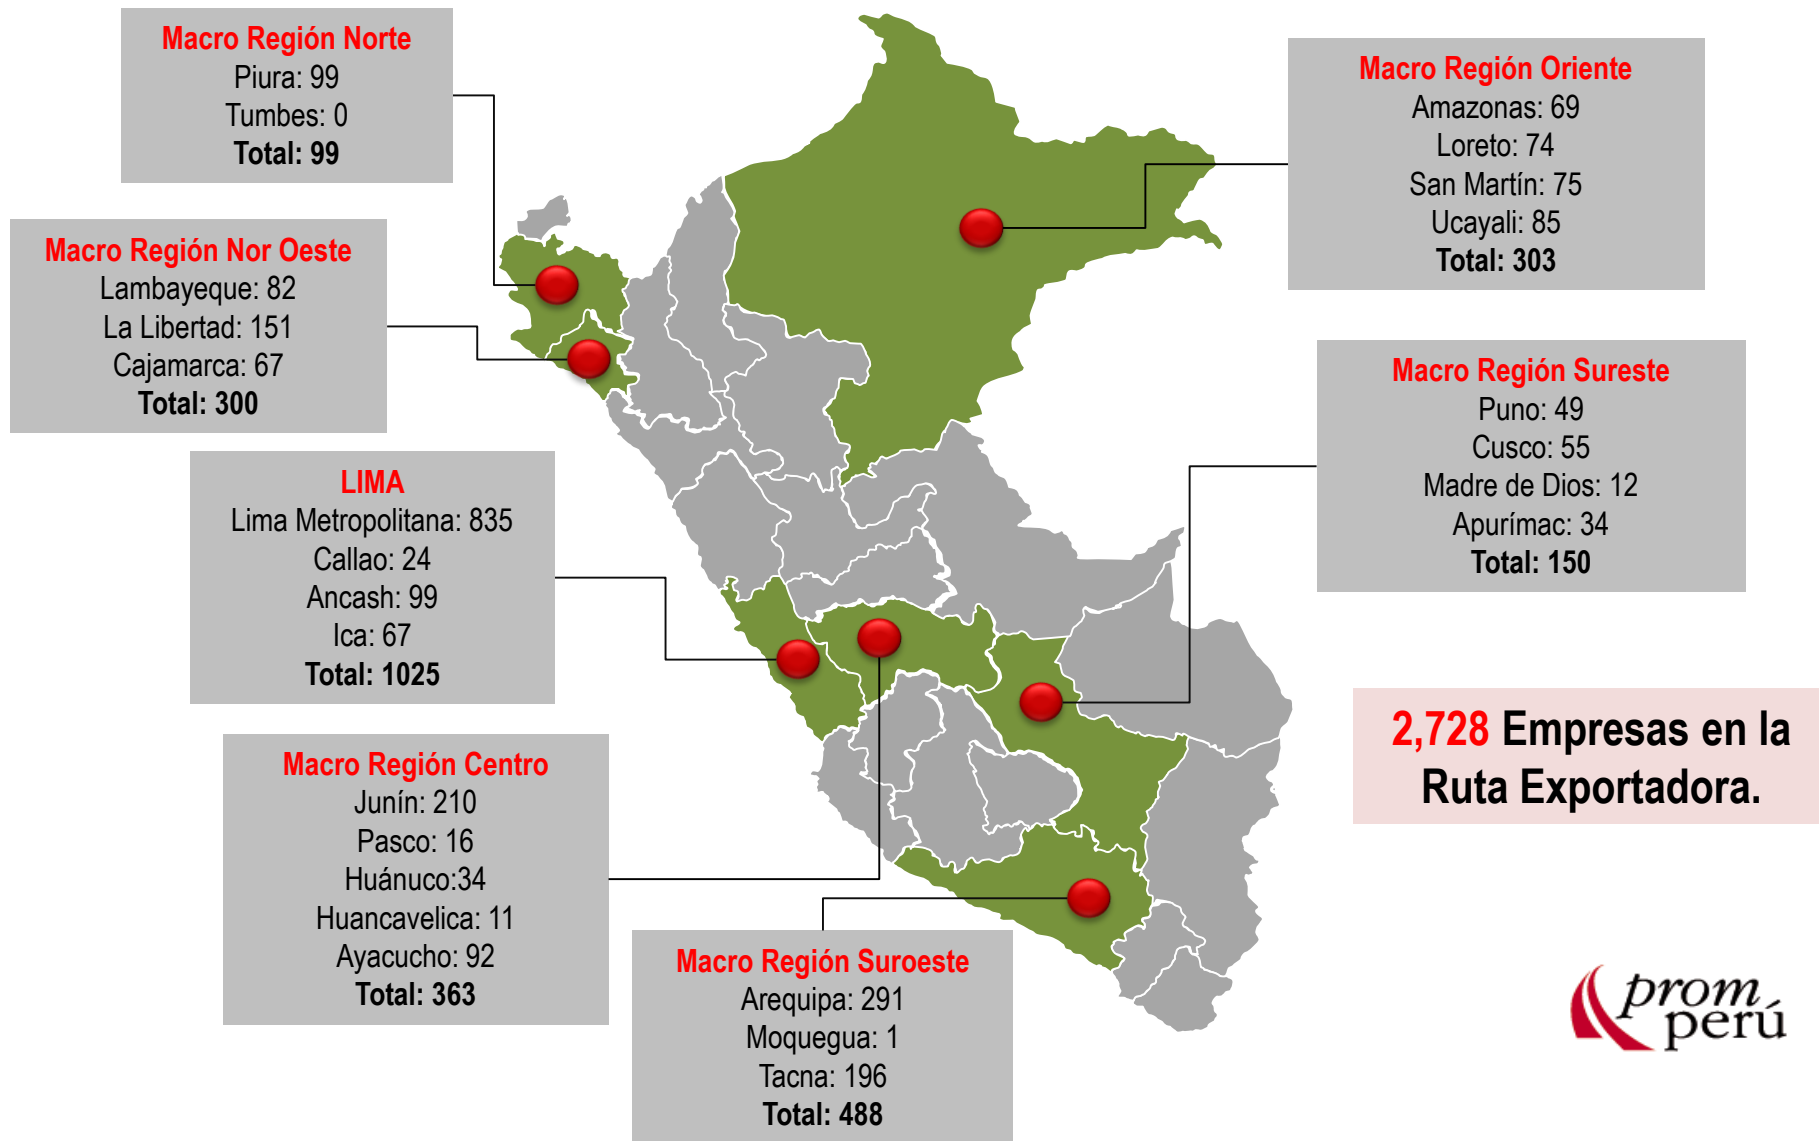 Macro Región Norte
Piura: 99
Tumbes: 0
Total: 99
Macro Región Nor Oeste
Lambayeque: 82
La Libertad: 151
Cajamarca: 67
Total: 300
LIMA
Lima Metropolitana: 835
Callao: 24
Ancash: 99
Ica: 67
Total: 1025
Macro Región Centro
Junín: 210
Pasco: 16
Huánuco:34
Huancavelica: 11
Ayacucho: 92
Total: 363
Macro Región Suroeste
Arequipa: 291
Moquegua: 1
Tacna: 196
Total: 488
Macro Región Oriente
Amazonas: 69
Loreto: 74
San Martín: 75
Ucayali: 85
Total: 303
Macro Región Sureste
Puno: 49
Cusco: 55
Madre de Dios: 12
Apurímac: 34
Total: 150
2,728 Empresas en la
Ruta Exportadora.
prom
perú